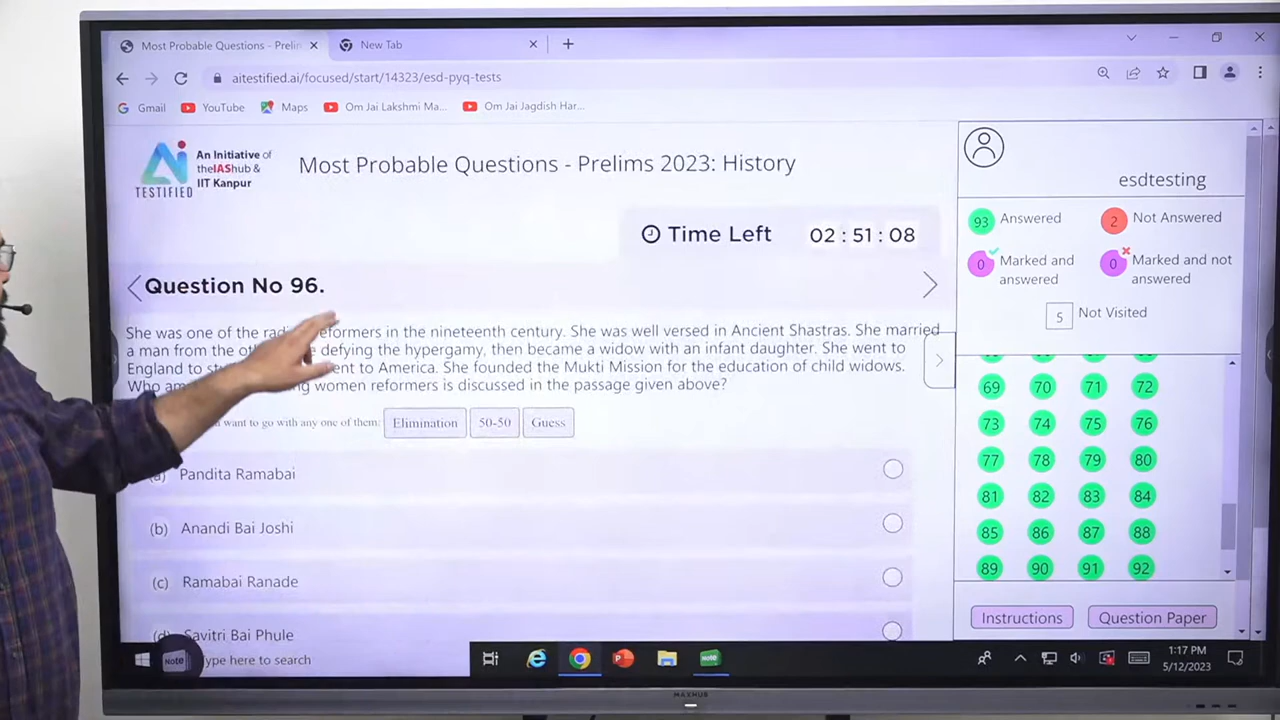 Most Probable Questions - Prelin
New Tab
aitestified.ai/focused/start/14323/esd-pyq-tests
Gmail
YouTube
Maps
Om Jai Lakshmi Ma...
Om Jai Jagdish Har...
TESTIFIED
An Initiative of
theIAShub &
IIT Kanpur
Most Probable Questions - Prelims 2023: History
esdtesting
Time Left 02 : 51 : 08
93 Answered
2 Not Answered
0 Marked and
answered
0 Marked and not
answered
5 Not Visited
Question No 96.
She was one of the eformers in the nineteenth century. She was well versed in Ancient Shastras. She married
a man from the defying the hypergamy, then became a widow with an infant daughter. She went to
England to ent to America. She founded the Mukti Mission for the education of child widows.
Who women reformers is discussed in the passage given above?
want to go with any one of them: Elimination 50-50 Guess
(a) Pandita Ramabai
(b) Anandi Bai Joshi
(c) Ramabai Ranade
(d) Savitri Bai Phule
69 70 71 72
73 74 75 76
77 78 79 80
81 82 83 84
85 86 87 88
89 90 91 92
Instructions
Question Paper
Note
ype here to search
Note
1:17 PM
5/12/2023
MAXHUB